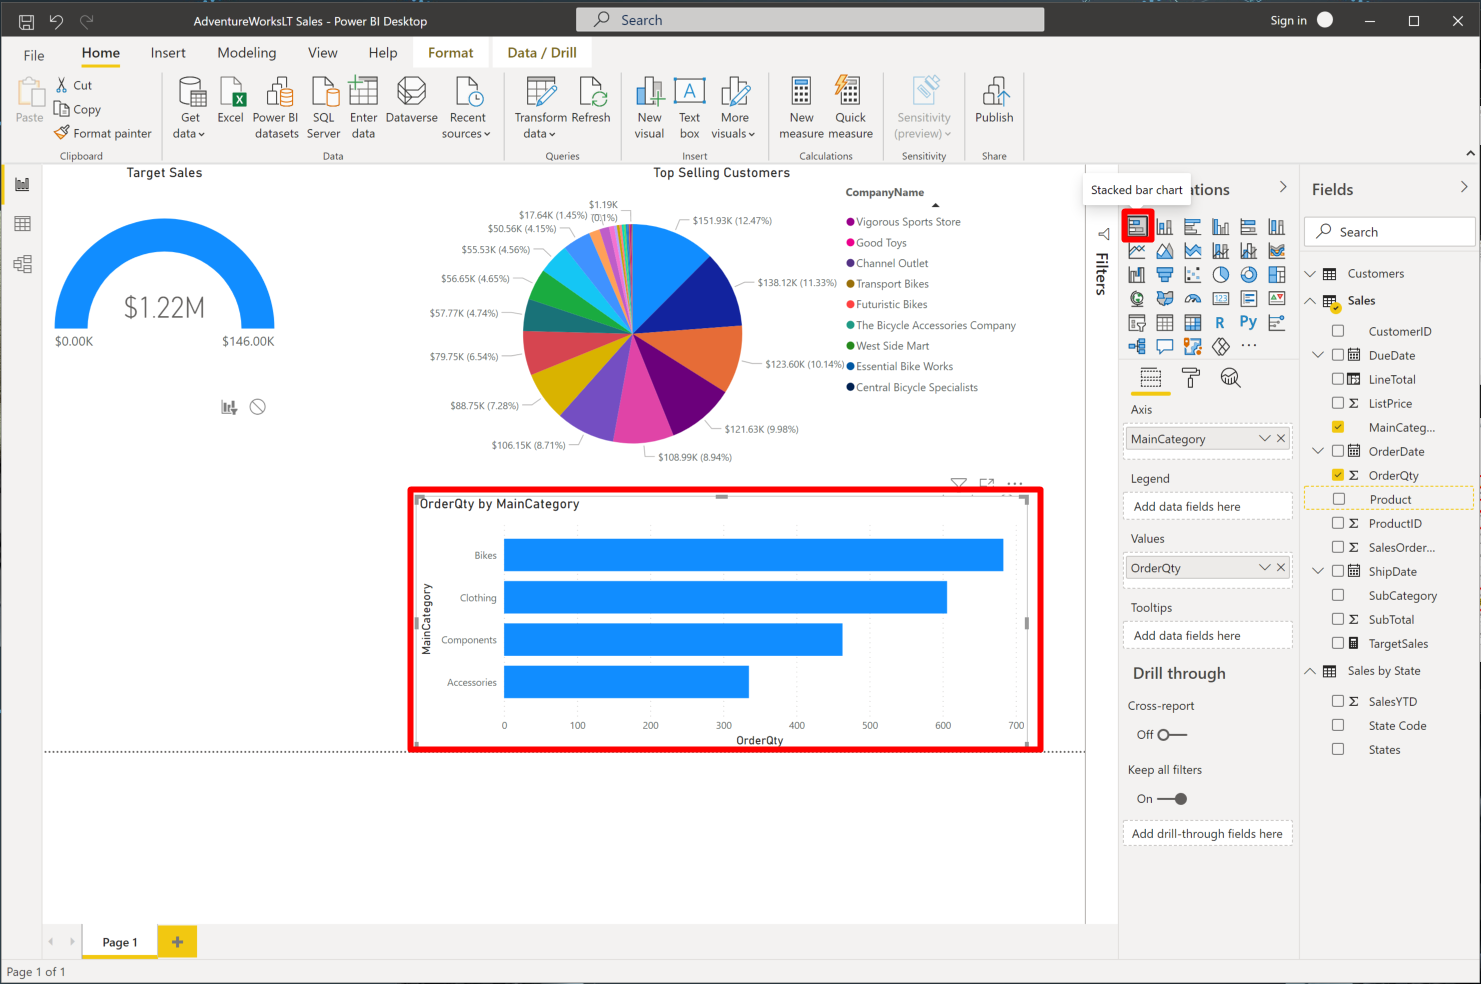 AdventureWorksLT Sales - Power BI Desktop
Search
Sign in
File
Home
Insert
Modeling
View
Help
Format
Data / Drill
Paste
Cut
Copy
Format painter
Clipboard
Get
data
Excel
Power BI
datasets
SQL
Server
Enter
data
Dataverse
Recent
sources
Data
Transform
data
Refresh
Queries
New
visual
A
Text
box
More
visuals
Insert
New
measure
Quick
measure
Calculations
Sensitivity
(preview)
Sensitivity
Publish
Share
Target Sales
$1.22M
$0.00K
$146.00K
Top Selling Customers
$1.19K
(0.1%)
$17.64K (1.45%)
$50.56K (4.15%)
$55.53K (4.56%)
$56.65K (4.65%)
$57.77K (4.74%)
$79.75K (6.54%)
$88.75K (7.28%)
$106.15K (8.71%)
$108.99K (8.94%)
$121.63K (9.98%)
$123.60K (10.14%)
$138.12K (11.33%)
$151.93K (12.47%)
CompanyName
Vigorous Sports Store
Good Toys
Channel Outlet
Transport Bikes
Futuristic Bikes
The Bicycle Accessories Company
West Side Mart
Essential Bike Works
Central Bicycle Specialists
OrderQty by MainCategory
MainCategory
Bikes
Clothing
Components
Accessories
0
100
200
300
400
500
600
700
OrderQty
Filters
Stacked bar chart
ations
123
R
Py
Axis
MainCategory
Legend
Add data fields here
Values
OrderQty
Tooltips
Add data fields here
Drill through
Cross-report
Off
Keep all filters
On
Add drill-through fields here
Fields
Search
Customers
Sales
CustomerID
DueDate
LineTotal
Σ ListPrice
MainCateg...
OrderDate
Σ OrderQty
Product
Σ ProductID
Σ SalesOrder...
ShipDate
SubCategory
Σ SubTotal
TargetSales
Sales by State
Σ SalesYTD
State Code
States
Page 1
+
Page 1 of 1